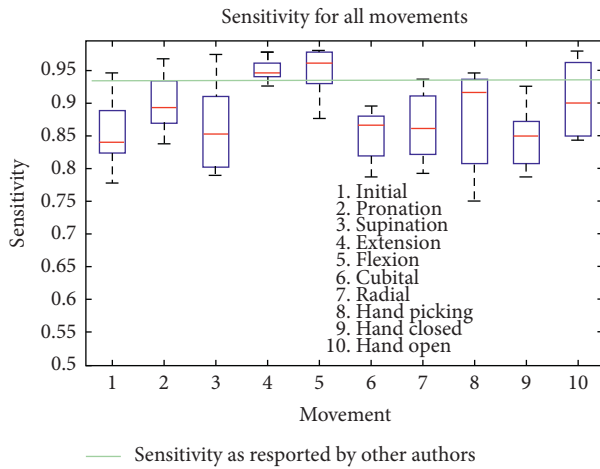 Sensitivity for all movements
0.95
0.9
0.85
0.8
0.75
0.7
0.65
0.6
0.55
0.5
Sensitivity
1. Initial
2. Pronation
3. Supination
4. Extension
5. Flexion
6. Cubital
7. Radial
8. Hand picking
9. Hand closed
10. Hand open
1 2 3 4 5 6 7 8 9 10
Movement
Sensitivity as resported by other authors